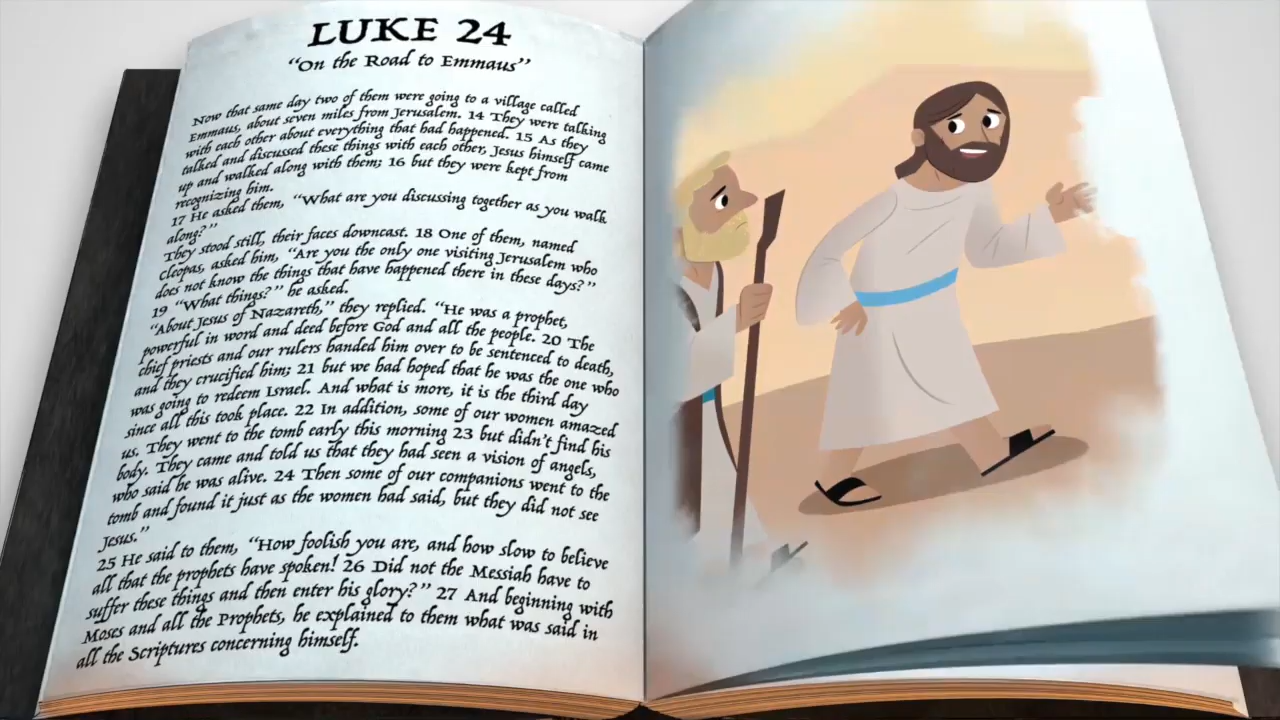 LUKE 24
“On the Road to Emmaus”
Now that same day two of them were going to a village called
Emmaus, about seven miles from Jerusalem. 14 They were talking
with each other about everything that had happened. 15 As they
talked and discussed these things with each other, Jesus himself came
up and walked along with them; 16 but they were kept from
recognizing him.
17 He asked them, “What are you discussing together as you walk
along?”
They stood still, their faces downcast. 18 One of them, named
Cleopas, asked him, “Are you the only one visiting Jerusalem who
does not know the things that have happened there in these days?”
19 “What things?” he asked.
“About Jesus of Nazareth,” they replied. “He was a prophet,
powerful in word and deed before God and all the people. 20 The
chief priests and our rulers handed him over to be sentenced to death,
and they crucified him; 21 but we had hoped that he was the one who
was going to redeem Israel. And what is more, it is the third day
since all this took place. 22 In addition, some of our women amazed
us. They went to the tomb early this morning 23 but didn’t find his
body. They came and told us that they had seen a vision of angels,
who said he was alive. 24 Then some of our companions went to the
tomb and found it just as the women had said, but they did not see
Jesus.”
25 He said to them, “How foolish you are, and how slow to believe
all that the prophets have spoken! 26 Did not the Messiah have to
suffer these things and then enter his glory?” 27 And beginning with
Moses and all the Prophets, he explained to them what was said in
all the Scriptures concerning himself.